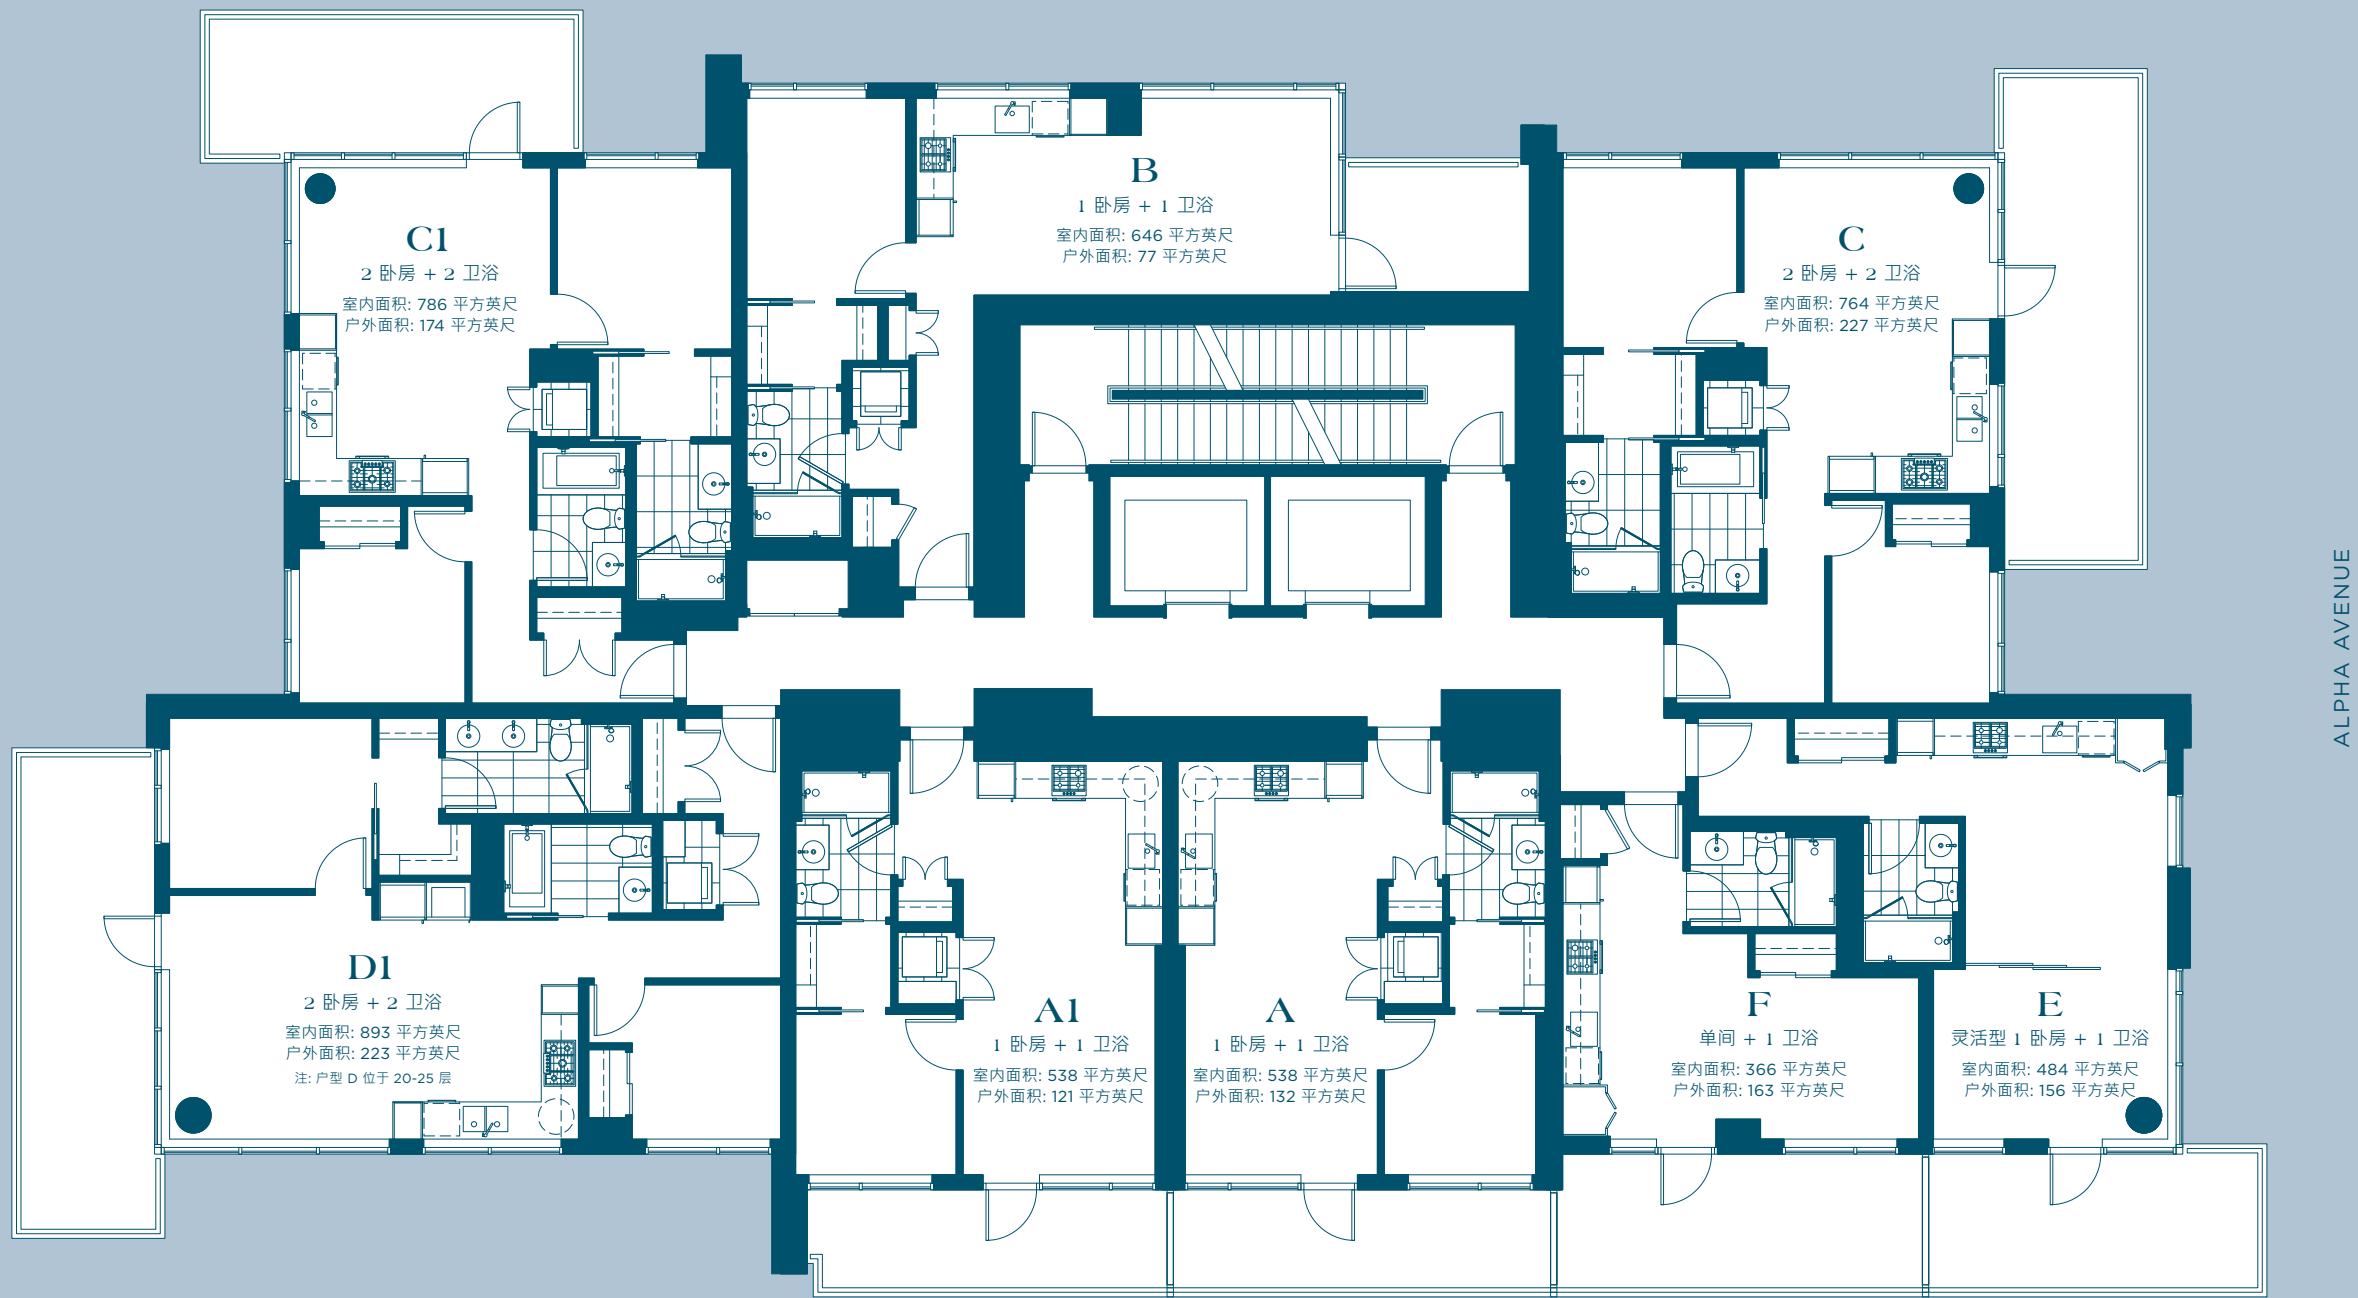 B
1 卧房 + 1 卫浴
室内面积: 646 平方英尺
户外面积: 77 平方英尺
C1
2 卧房 + 2 卫浴
室内面积: 786 平方英尺
户外面积: 174 平方英尺
C
2 卧房 + 2 卫浴
室内面积: 764 平方英尺
户外面积: 227 平方英尺
ALPHA AVENUE
D1
2 卧房 + 2 卫浴
室内面积: 893 平方英尺
户外面积: 223 平方英尺
注: 户型 D 位于 20-25 层
A1
1 卧房 + 1 卫浴
室内面积: 538 平方英尺
户外面积: 121 平方英尺
A
1 卧房 + 1 卫浴
室内面积: 538 平方英尺
户外面积: 132 平方英尺
F
单间 + 1 卫浴
室内面积: 366 平方英尺
户外面积: 163 平方英尺
E
灵活型 1 卧房 + 1 卫浴
室内面积: 484 平方英尺
户外面积: 156 平方英尺